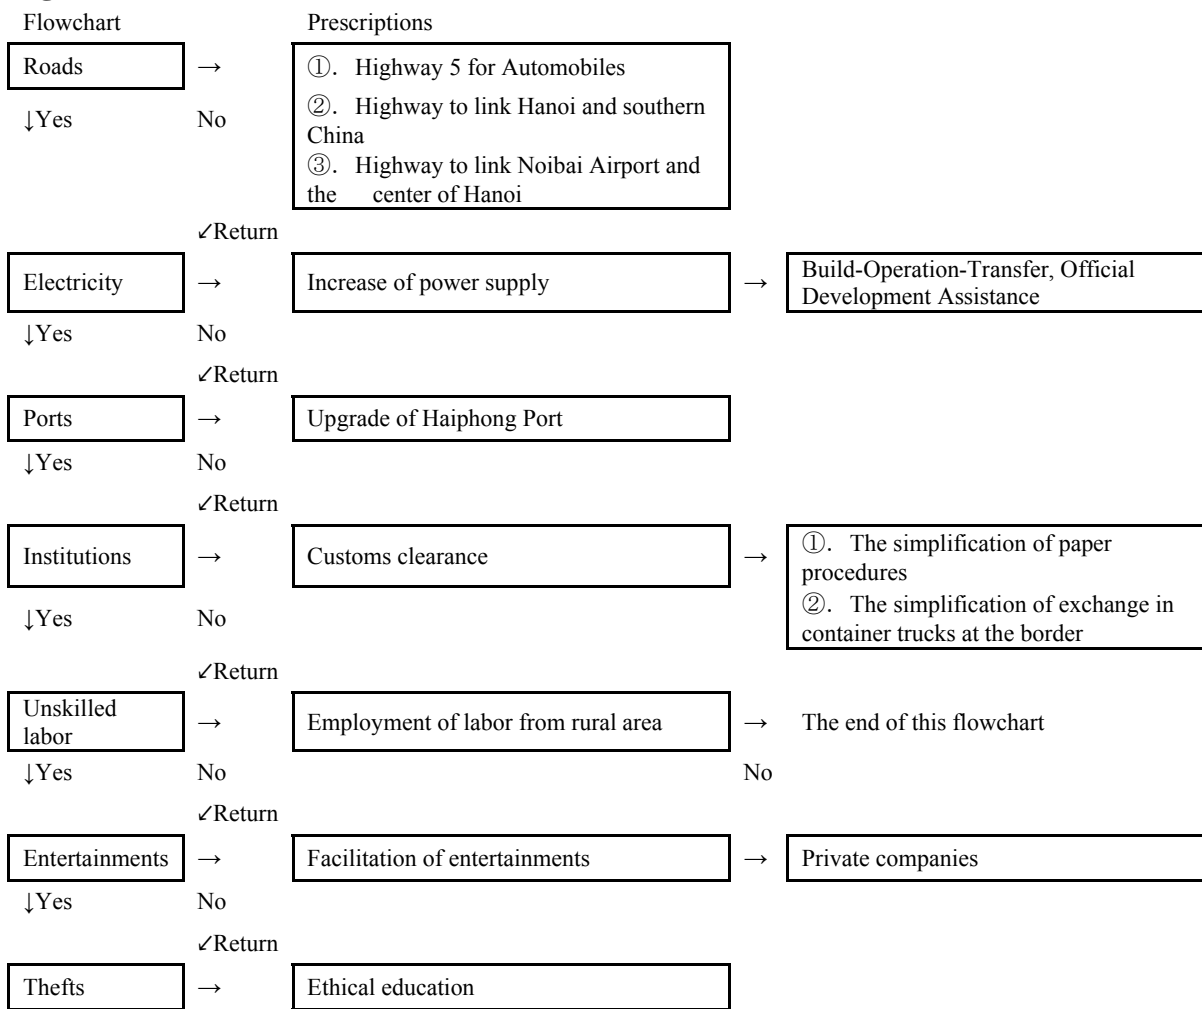 Flowchart Prescriptions
Roads → ①. Highway 5 for Automobiles
↓Yes No ②. Highway to link Hanoi and southern
China
③. Highway to link Noibai Airport and
the center of Hanoi
↙Return
Electricity → Increase of power supply → Build-Operation-Transfer, Official
Development Assistance
↓Yes No
↙Return
Ports → Upgrade of Haiphong Port
↓Yes No
↙Return
Institutions → Customs clearance → ①. The simplification of paper
procedures
↓Yes No ②. The simplification of exchange in
container trucks at the border
↙Return
Unskilled
labor → Employment of labor from rural area → The end of this flowchart
↓Yes No No
↙Return
Entertainments → Facilitation of entertainments → Private companies
↓Yes No
↙Return
Thefts → Ethical education